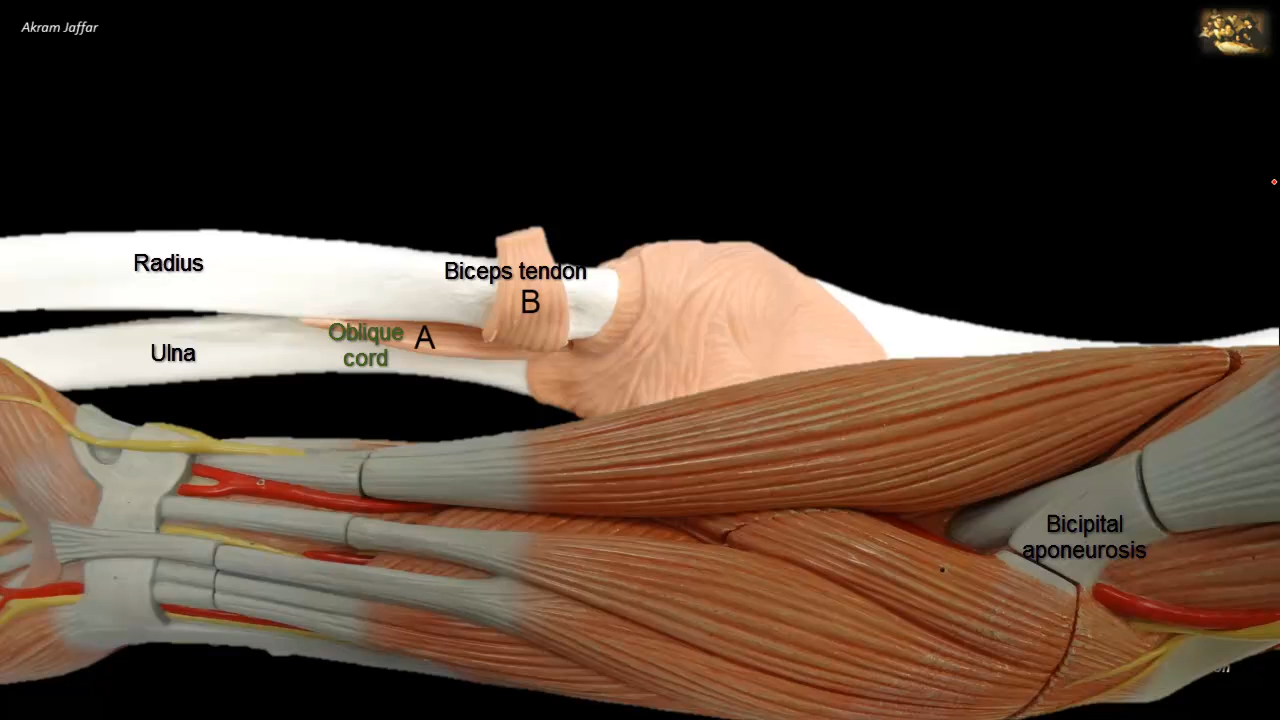 Akram Jaffar
Radius
Biceps tendon
B
Oblique
cord
A
Ulna
Bicipital
aponeurosis